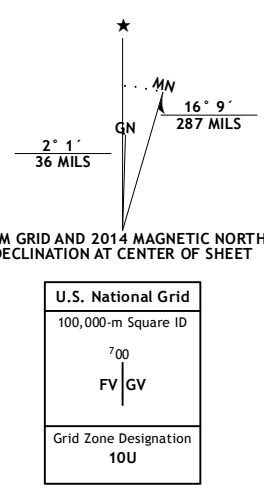 ★
MN
GN
16° 9´
287 MILS
2° 1´
36 MILS
M GRID AND 2014 MAGNETIC NORTH
DECLINATION AT CENTER OF SHEET
U.S. National Grid
100,000-m Square ID
⁷00
FV GV
Grid Zone Designation
10U